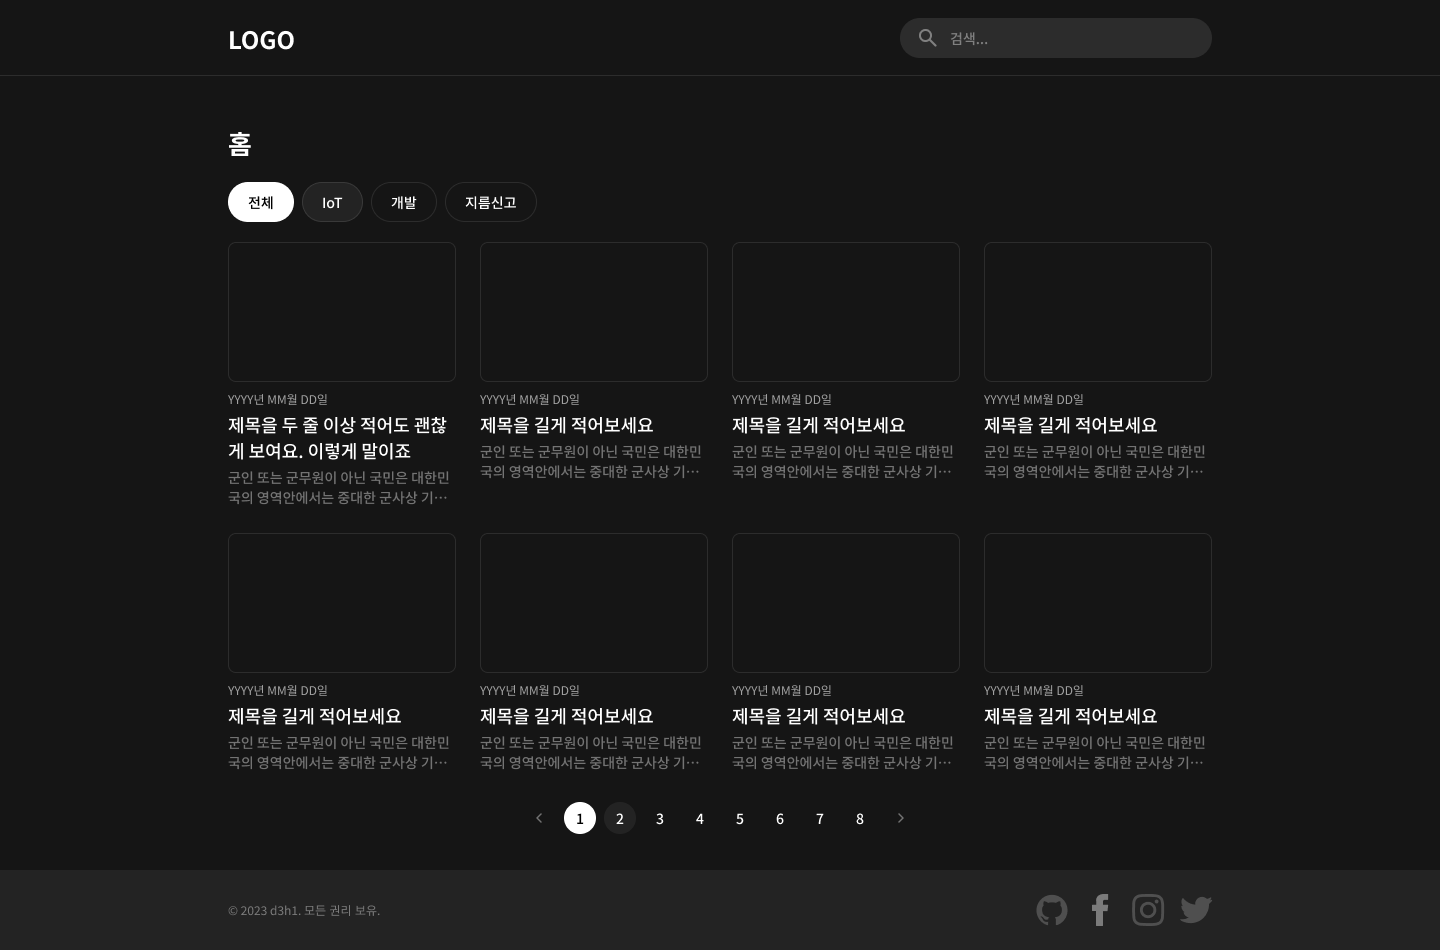 LOGO
검색...
홈
전체
IoT
개발
지름신고
YYYY년 MM월 DD일
제목을 두 줄 이상 적어도 괜찮
게 보여요. 이렇게 말이죠
군인 또는 군무원이 아닌 국민은 대한민
국의 영역안에서는 중대한 군사상 기…
YYYY년 MM월 DD일
제목을 길게 적어보세요
군인 또는 군무원이 아닌 국민은 대한민
국의 영역안에서는 중대한 군사상 기…
YYYY년 MM월 DD일
제목을 길게 적어보세요
군인 또는 군무원이 아닌 국민은 대한민
국의 영역안에서는 중대한 군사상 기…
YYYY년 MM월 DD일
제목을 길게 적어보세요
군인 또는 군무원이 아닌 국민은 대한민
국의 영역안에서는 중대한 군사상 기…
YYYY년 MM월 DD일
제목을 길게 적어보세요
군인 또는 군무원이 아닌 국민은 대한민
국의 영역안에서는 중대한 군사상 기…
YYYY년 MM월 DD일
제목을 길게 적어보세요
군인 또는 군무원이 아닌 국민은 대한민
국의 영역안에서는 중대한 군사상 기…
YYYY년 MM월 DD일
제목을 길게 적어보세요
군인 또는 군무원이 아닌 국민은 대한민
국의 영역안에서는 중대한 군사상 기…
YYYY년 MM월 DD일
제목을 길게 적어보세요
군인 또는 군무원이 아닌 국민은 대한민
국의 영역안에서는 중대한 군사상 기…
1 2 3 4 5 6 7 8
© 2023 d3h1. 모든 권리 보유.